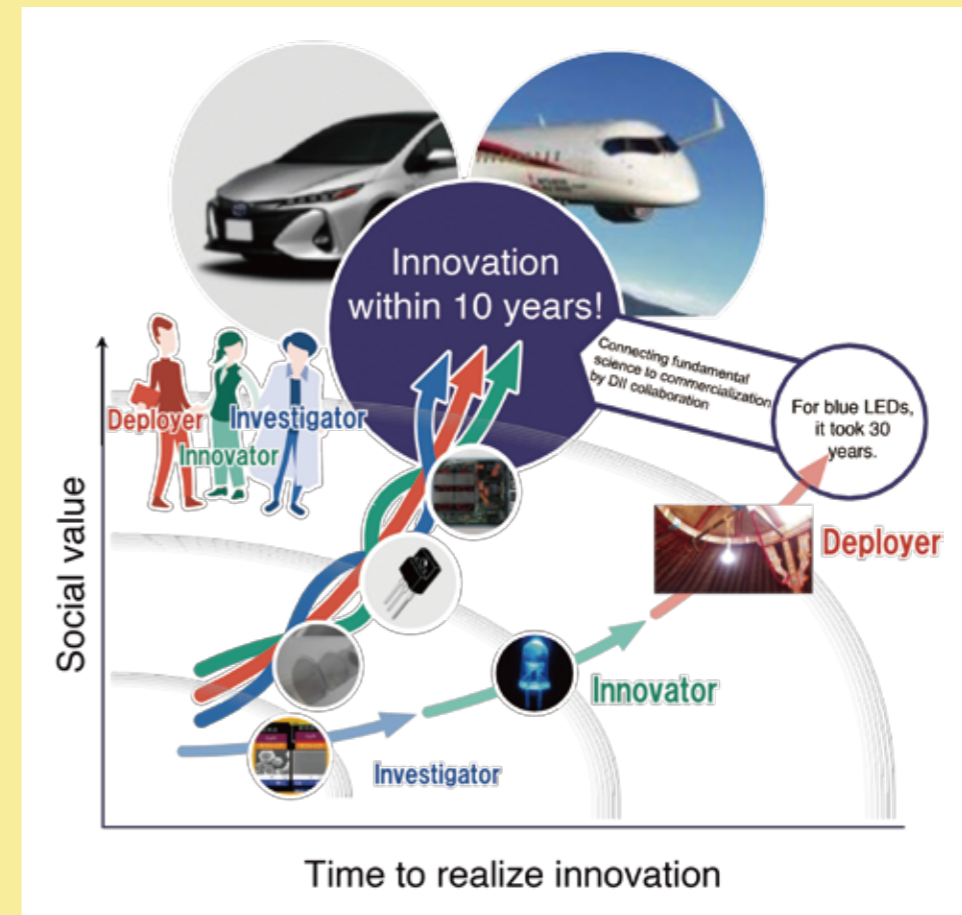 Innovation
within 10 years!
Connecting fundamental
science to commercialization
by DII collaboration
For blue LEDs,
it took 30
years.
Deployer
Investigator
Innovator
Deployer
Innovator
Investigator
Social value
Time to realize innovation